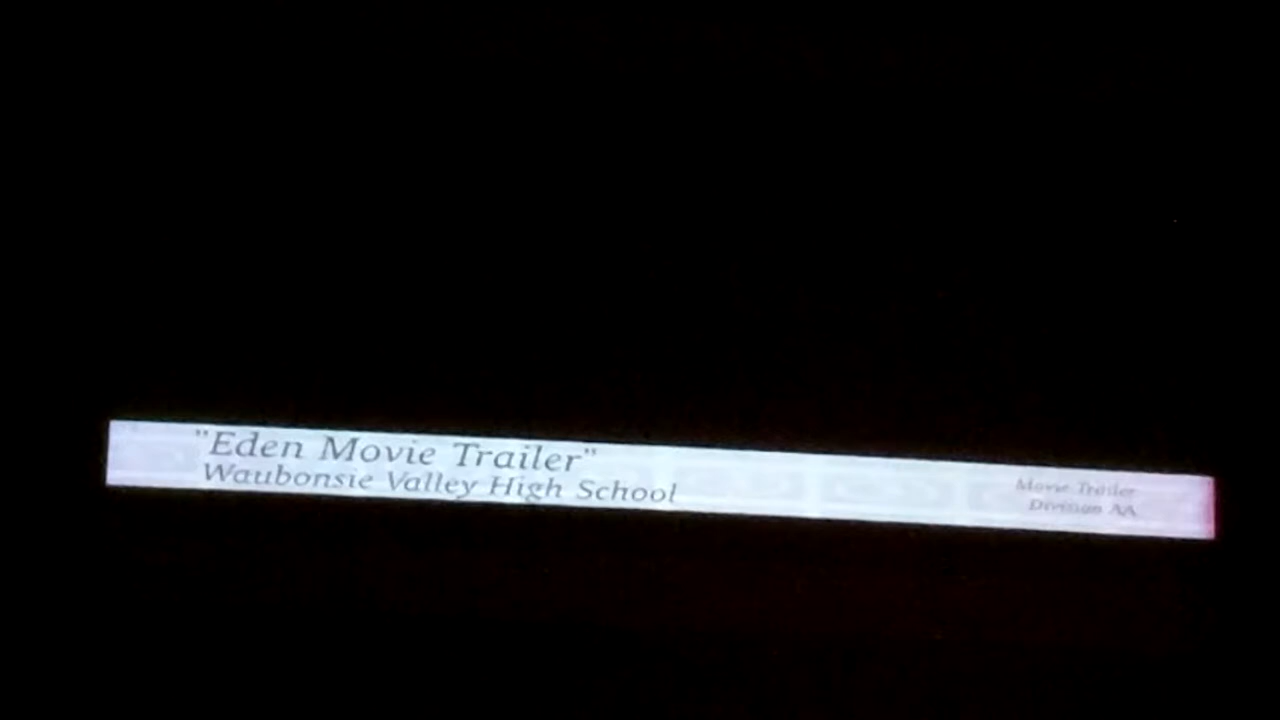 "Eden Movie Trailer"
Waubonsie Valley High School
Movie Trailer
Division AA